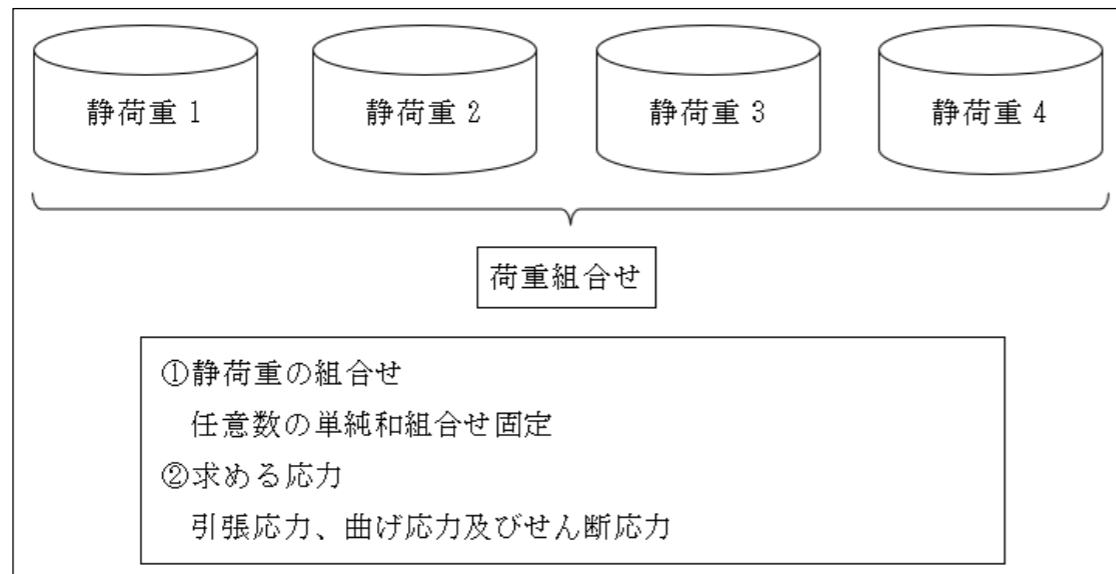 静荷重 1
静荷重 2
静荷重 3
静荷重 4
荷重組合せ
①静荷重の組合せ
任意数の単純和組合せ固定
②求める応力
引張応力、曲げ応力及びせん断応力